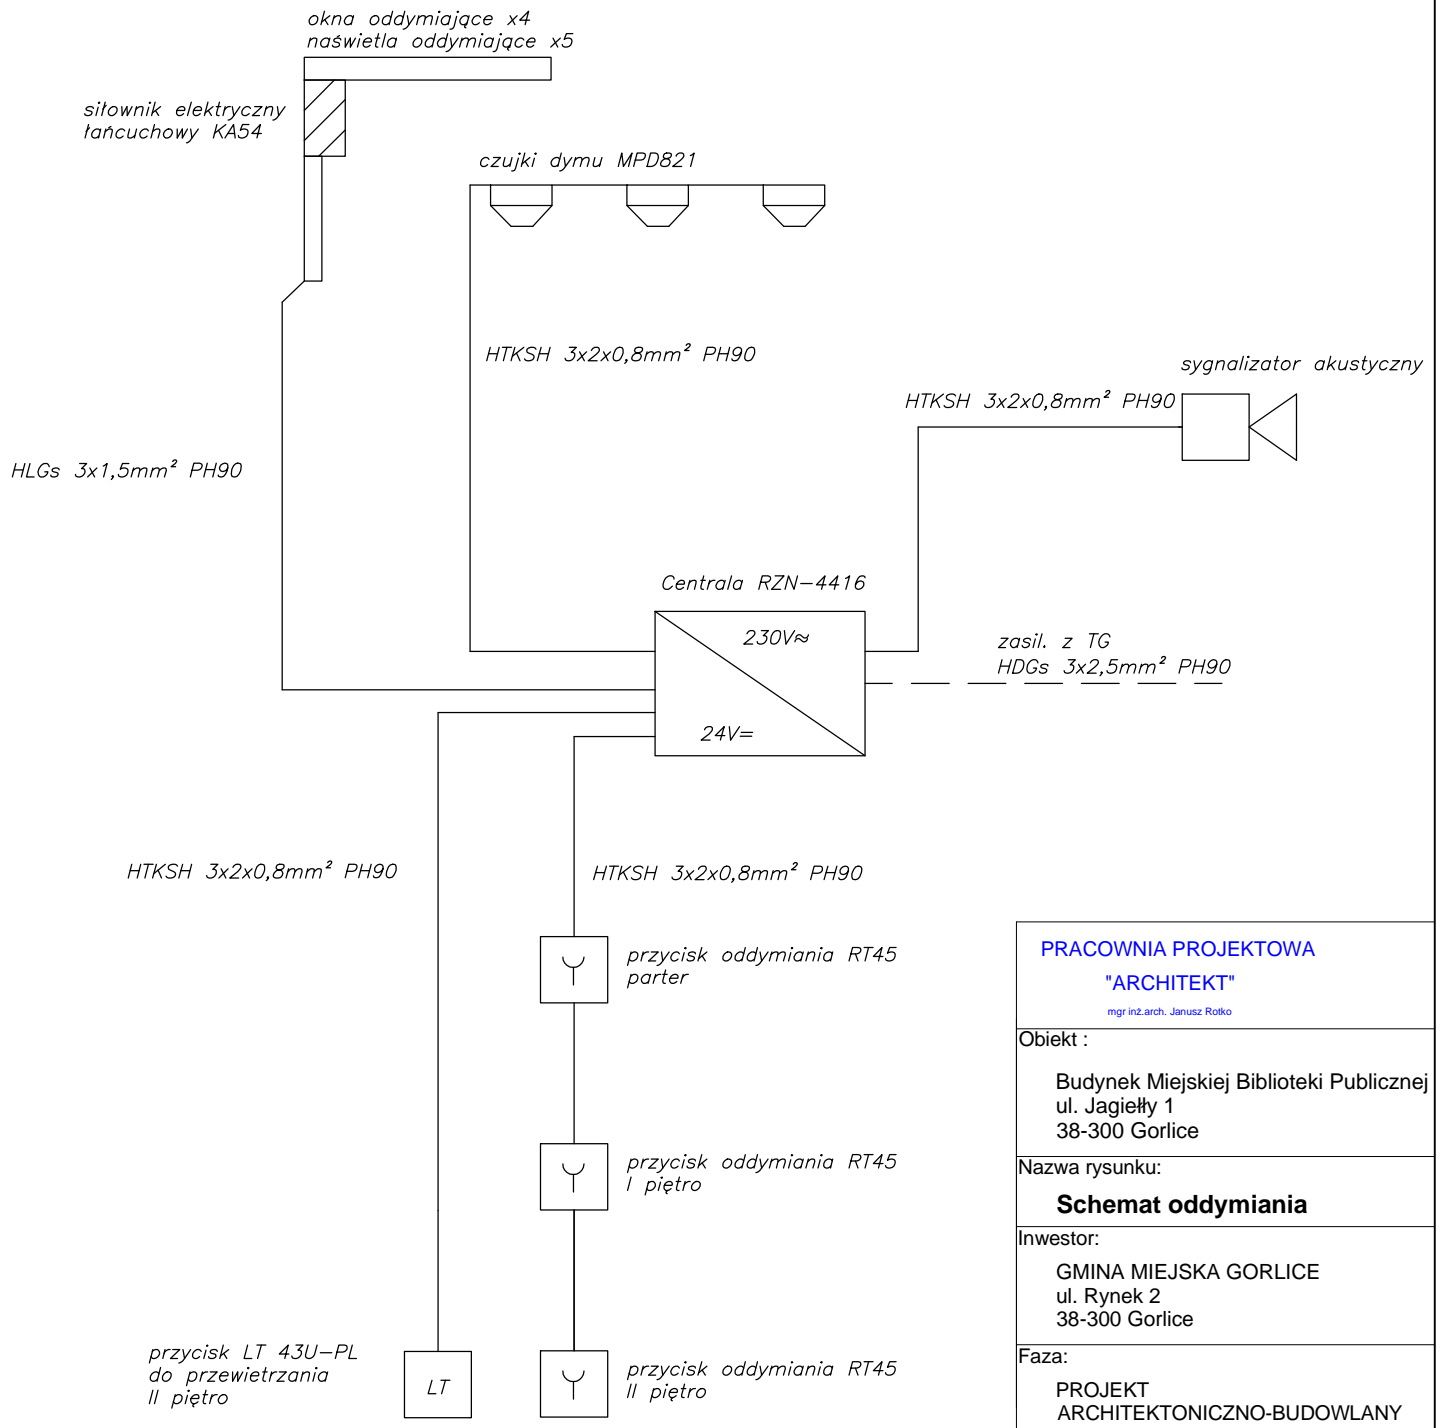 okna oddymiające x4
naświetla oddymiające x5
siłownik elektryczny
łańcuchowy KA54
czujki dymu MPD821
HTKSH 3x2x0,8mm² PH90
sygnalizator akustyczny
HTKSH 3x2x0,8mm² PH90
HLGs 3x1,5mm² PH90
Centrala RZN-4416
230V≈
24V=
zasil. z TG
HDGs 3x2,5mm² PH90
HTKSH 3x2x0,8mm² PH90
HTKSH 3x2x0,8mm² PH90
przycisk oddymiania RT45
parter
przycisk oddymiania RT45
I piętro
przycisk LT 43U-PL
do przewietrzania
II piętro
LT
przycisk oddymiania RT45
II piętro
PRACOWNIA PROJEKTOWA
"ARCHITEKT"
mgr inż.arch. Janusz Rotko
Obiekt :
Budynek Miejskiej Biblioteki Publicznej
ul. Jagiełły 1
38-300 Gorlice
Nazwa rysunku:
Schemat oddymiania
Inwestor:
GMINA MIEJSKA GORLICE
ul. Rynek 2
38-300 Gorlice
Faza:
PROJEKT
ARCHITEKTONICZNO-BUDOWLANY